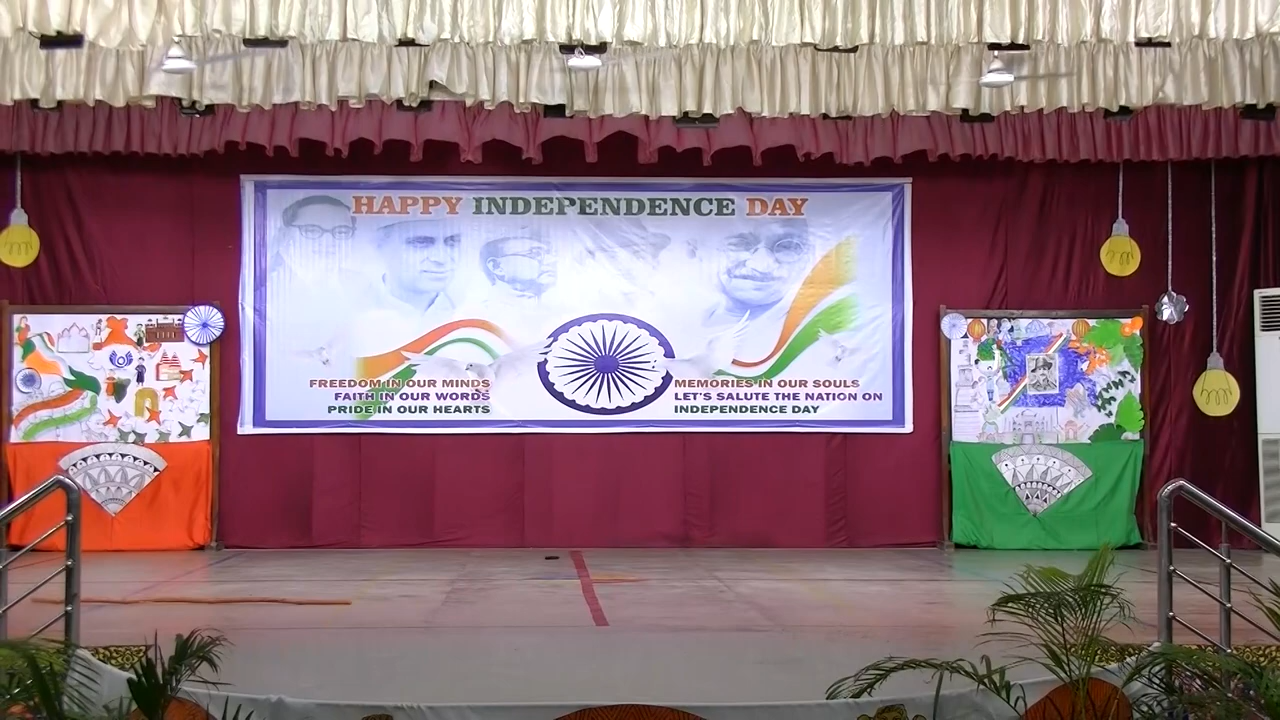 HAPPY INDEPENDENCE DAY
FREEDOM IN OUR MINDS
FAITH IN OUR WORDS
PRIDE IN OUR HEARTS
MEMORIES IN OUR SOULS
LET'S SALUTE THE NATION ON
INDEPENDENCE DAY